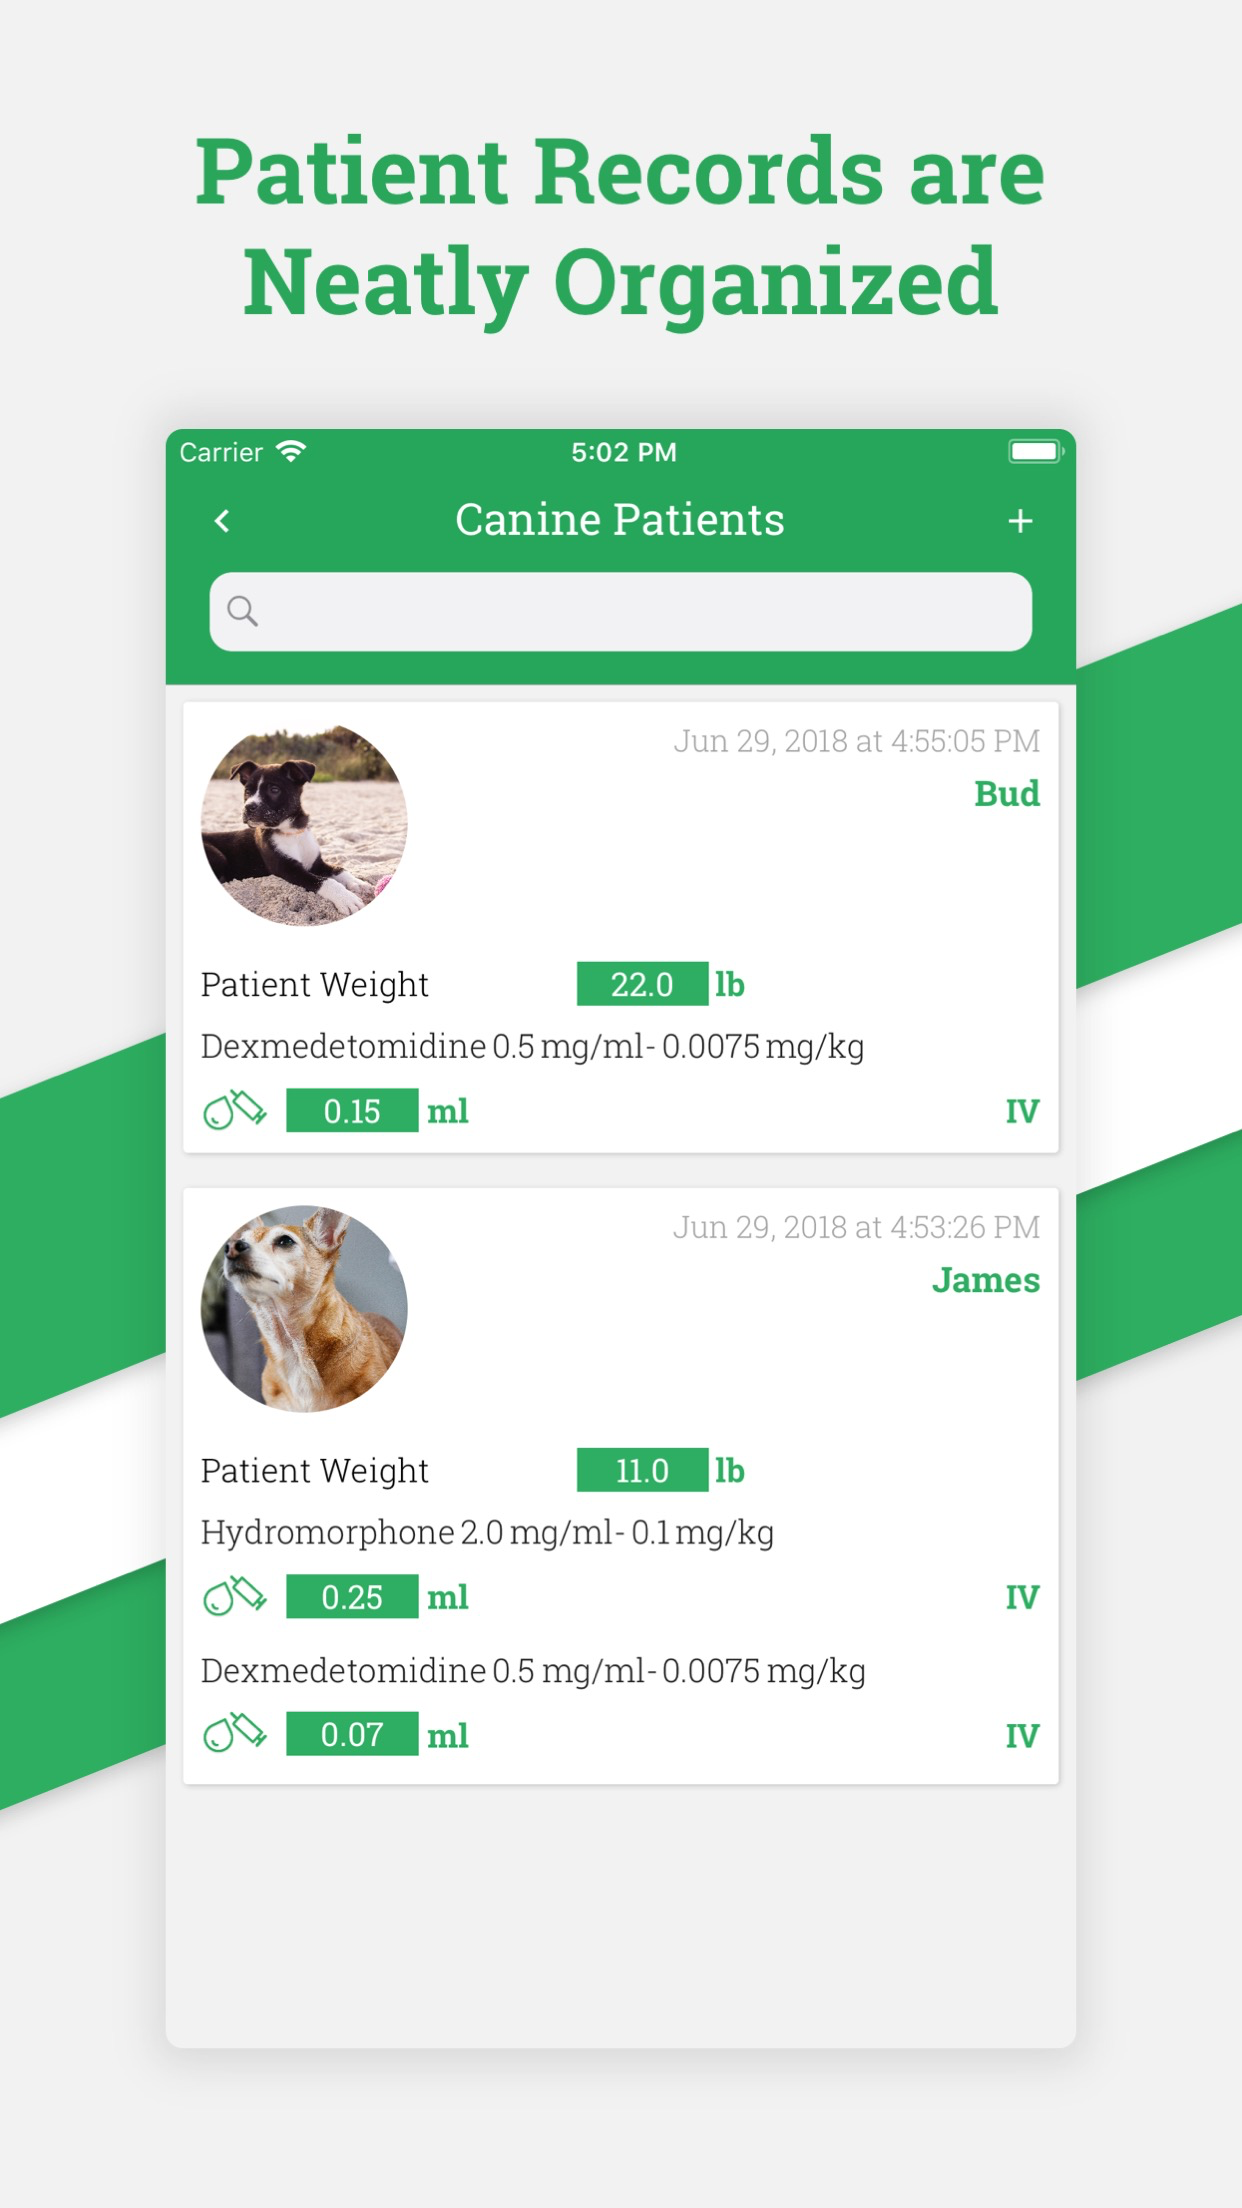 Patient Records are
Neatly Organized
Carrier 5:02 PM
Canine Patients
Jun 29, 2018 at 4:55:05 PM
Bud
Patient Weight 22.0 lb
Dexmedetomidine 0.5 mg/ml- 0.0075 mg/kg
0.15 ml IV
Jun 29, 2018 at 4:53:26 PM
James
Patient Weight 11.0 lb
Hydromorphone 2.0 mg/ml- 0.1 mg/kg
0.25 ml IV
Dexmedetomidine 0.5 mg/ml- 0.0075 mg/kg
0.07 ml IV